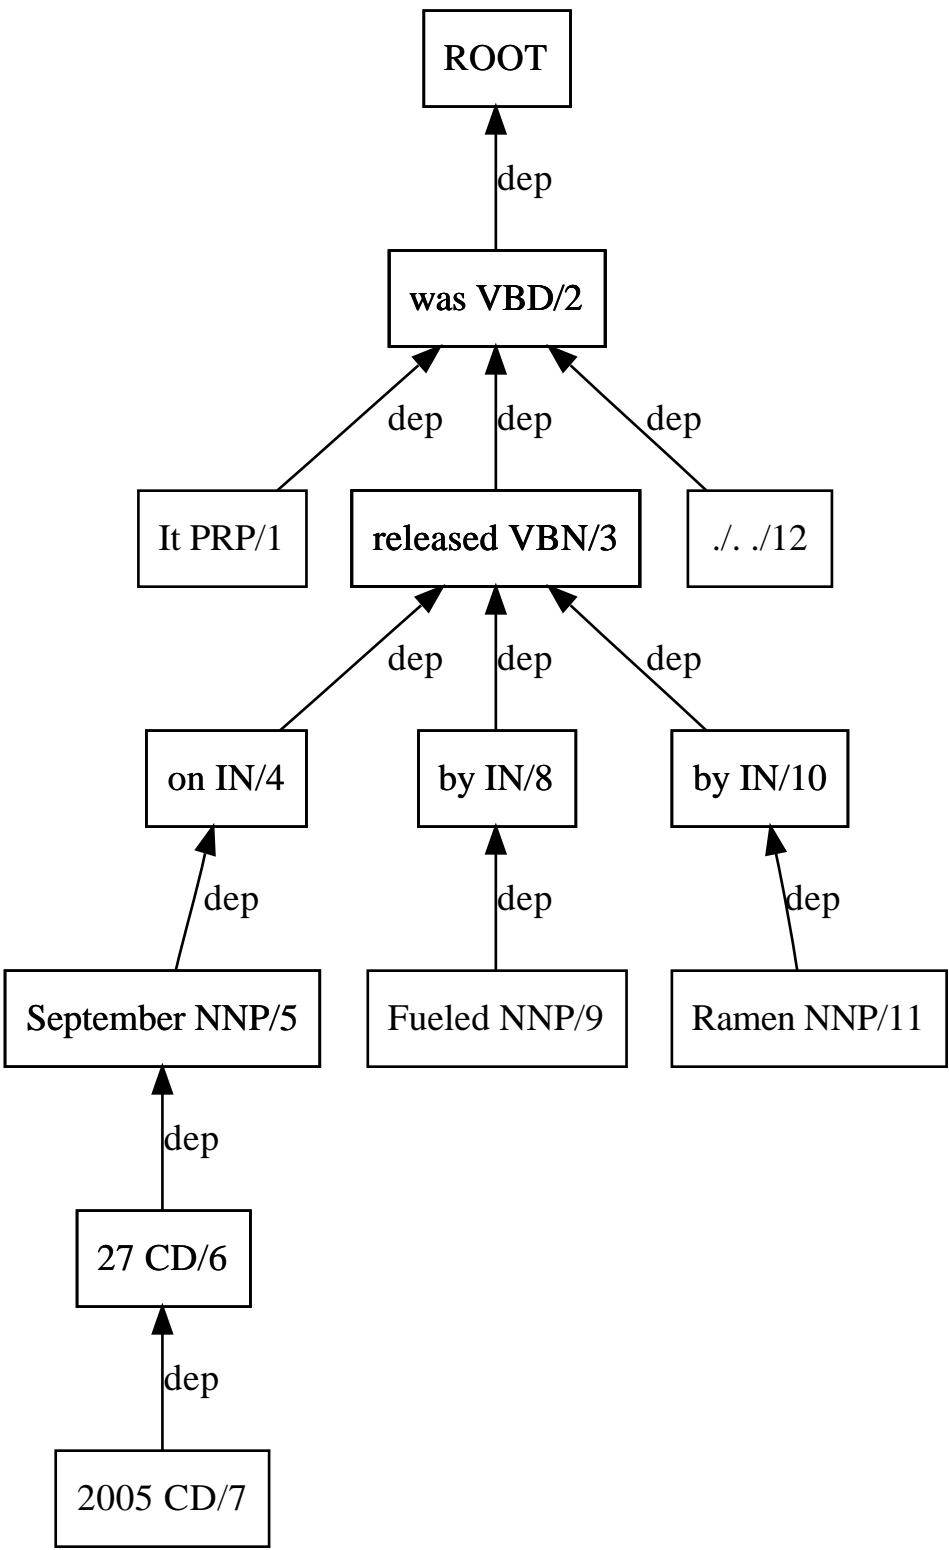 ROOT
dep
was VBD/2
dep dep dep
It PRP/1 released VBN/3 ./. ./12
dep dep dep
on IN/4 by IN/8 by IN/10
dep dep dep
September NNP/5 Fueled NNP/9 Ramen NNP/11
dep
27 CD/6
dep
2005 CD/7